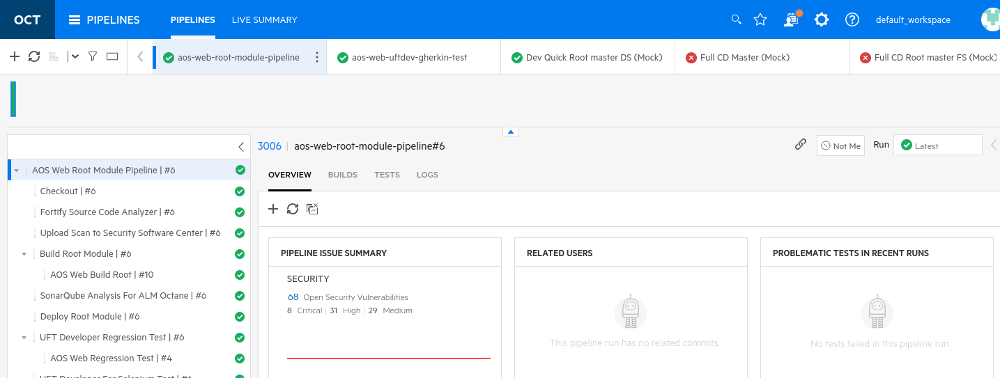 OCT PIPELINES PIPELINES LIVE SUMMARY default_workspace
aos-web-root-module-pipeline aos-web-uftdev-gherkin-test Dev Quick Root master DS (Mock) Full CD Master (Mock) Full CD Root master FS (Mock)
3006 | aos-web-root-module-pipeline#6 Not Me Run Latest
OVERVIEW BUILDS TESTS LOGS
AOS Web Root Module Pipeline | #6
Checkout | #6
Fortify Source Code Analyzer | #6
Upload Scan to Security Software Center | #6
Build Root Module | #6
AOS Web Build Root | #10
SonarQube Analysis For ALM Octane | #6
Deploy Root Module | #6
UFT Developer Regression Test | #6
AOS Web Regression Test | #4
UFT Developer For Selenium Test | #6
PIPELINE ISSUE SUMMARY
SECURITY
68 Open Security Vulnerabilities
8 Critical | 31 High | 29 Medium
RELATED USERS
This pipeline run has no related commits.
PROBLEMATIC TESTS IN RECENT RUNS
No tests failed in this pipeline run.